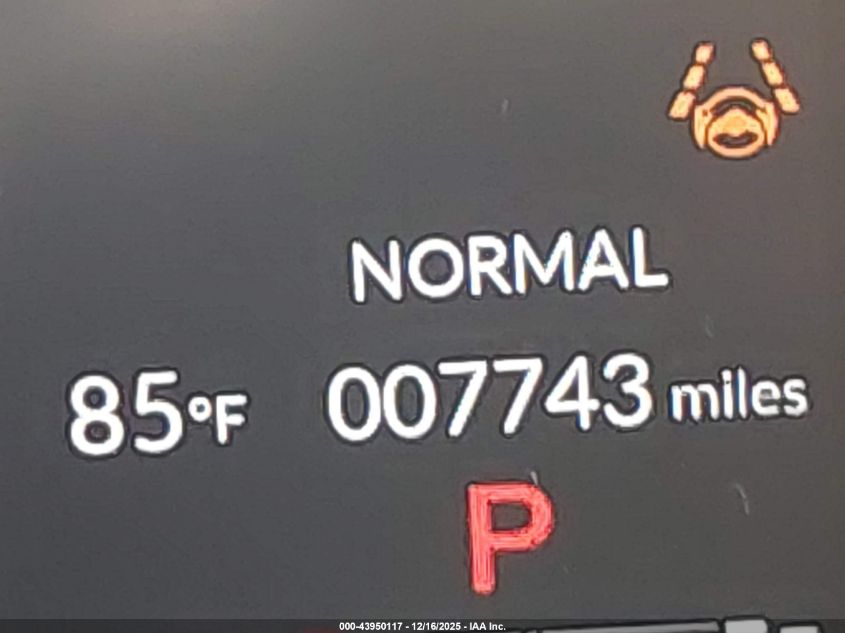 NORMAL
85°F 007743 miles
P
000-43950117 - 12/16/2025 - IAA Inc.